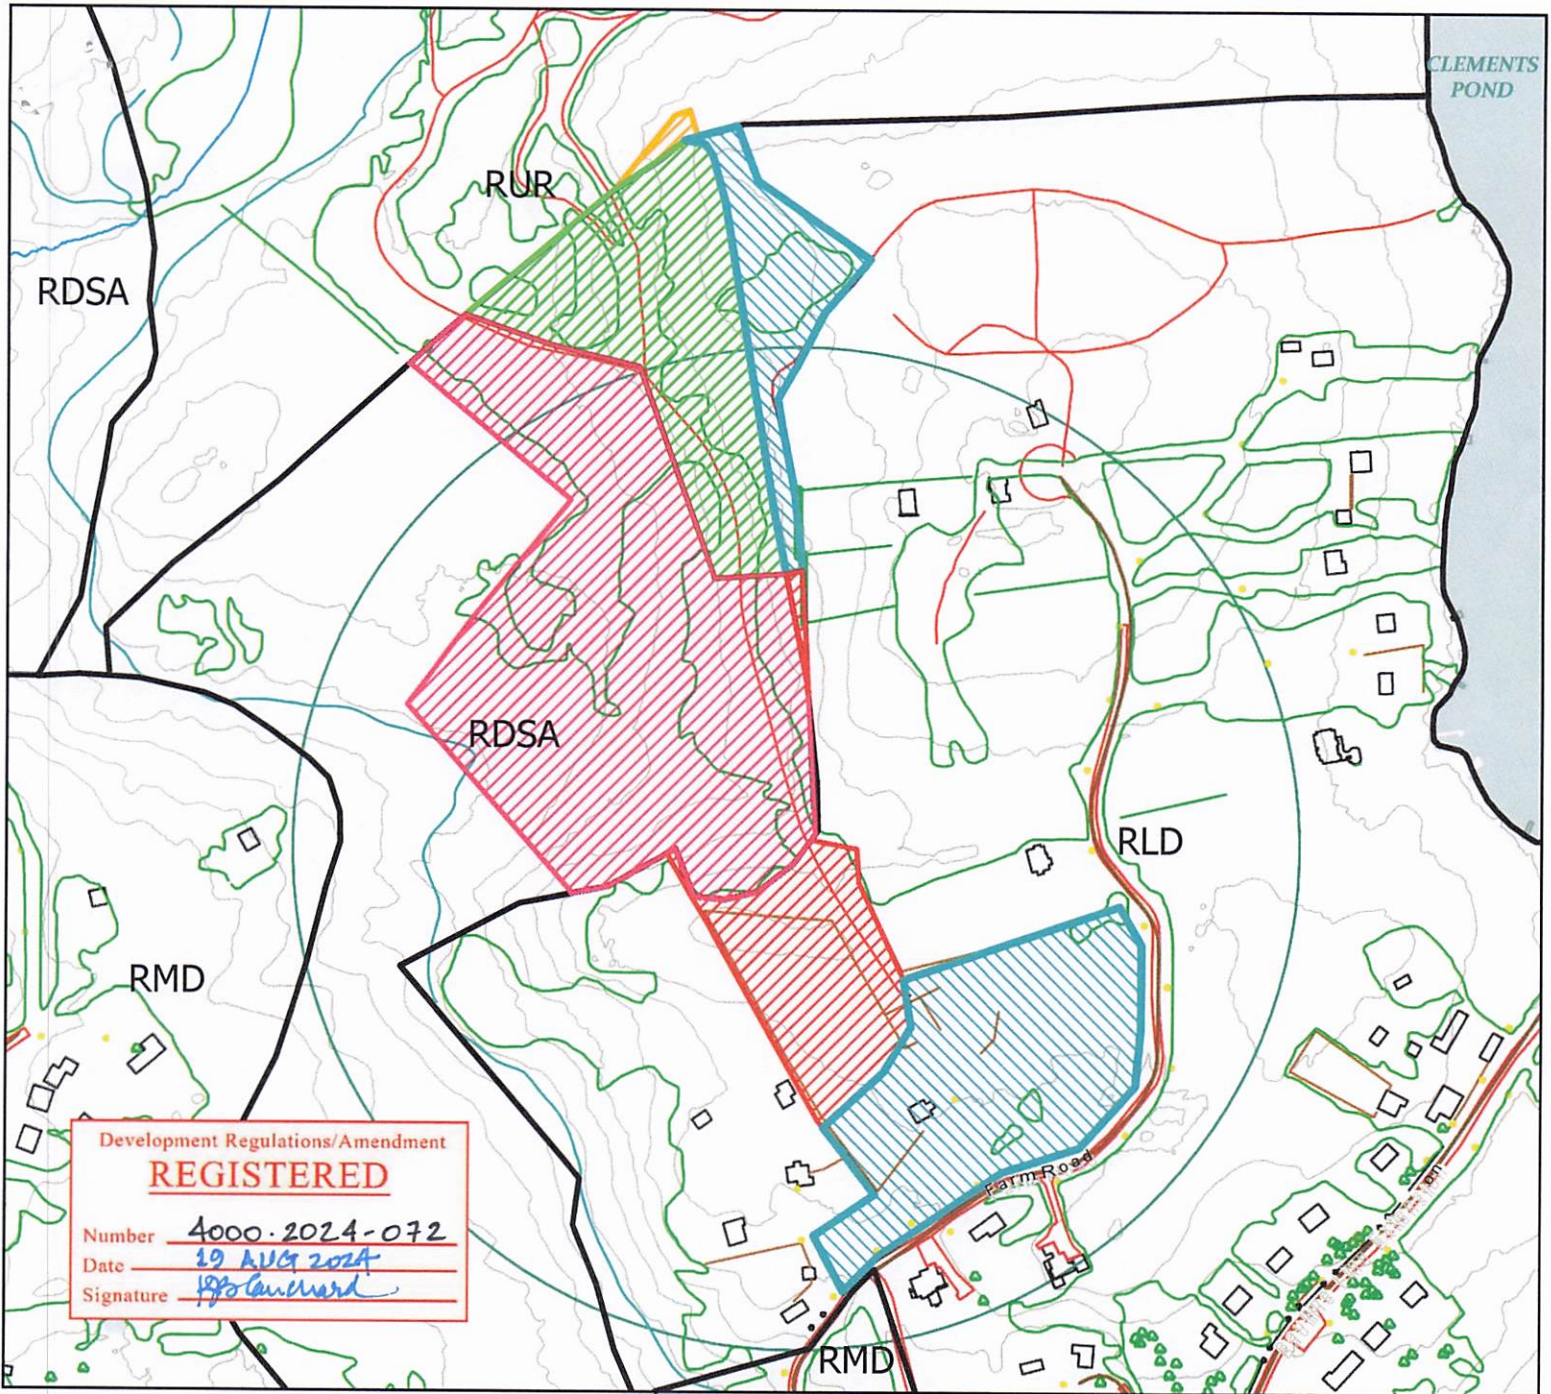 CLEMENTS
POND
RUR
RDSA
RDSA
RLD
RMD
Farm Road
RMD
Development Regulations/Amendment
REGISTERED
Number 4000-2024-072
Date 19 AUG 2024
Signature